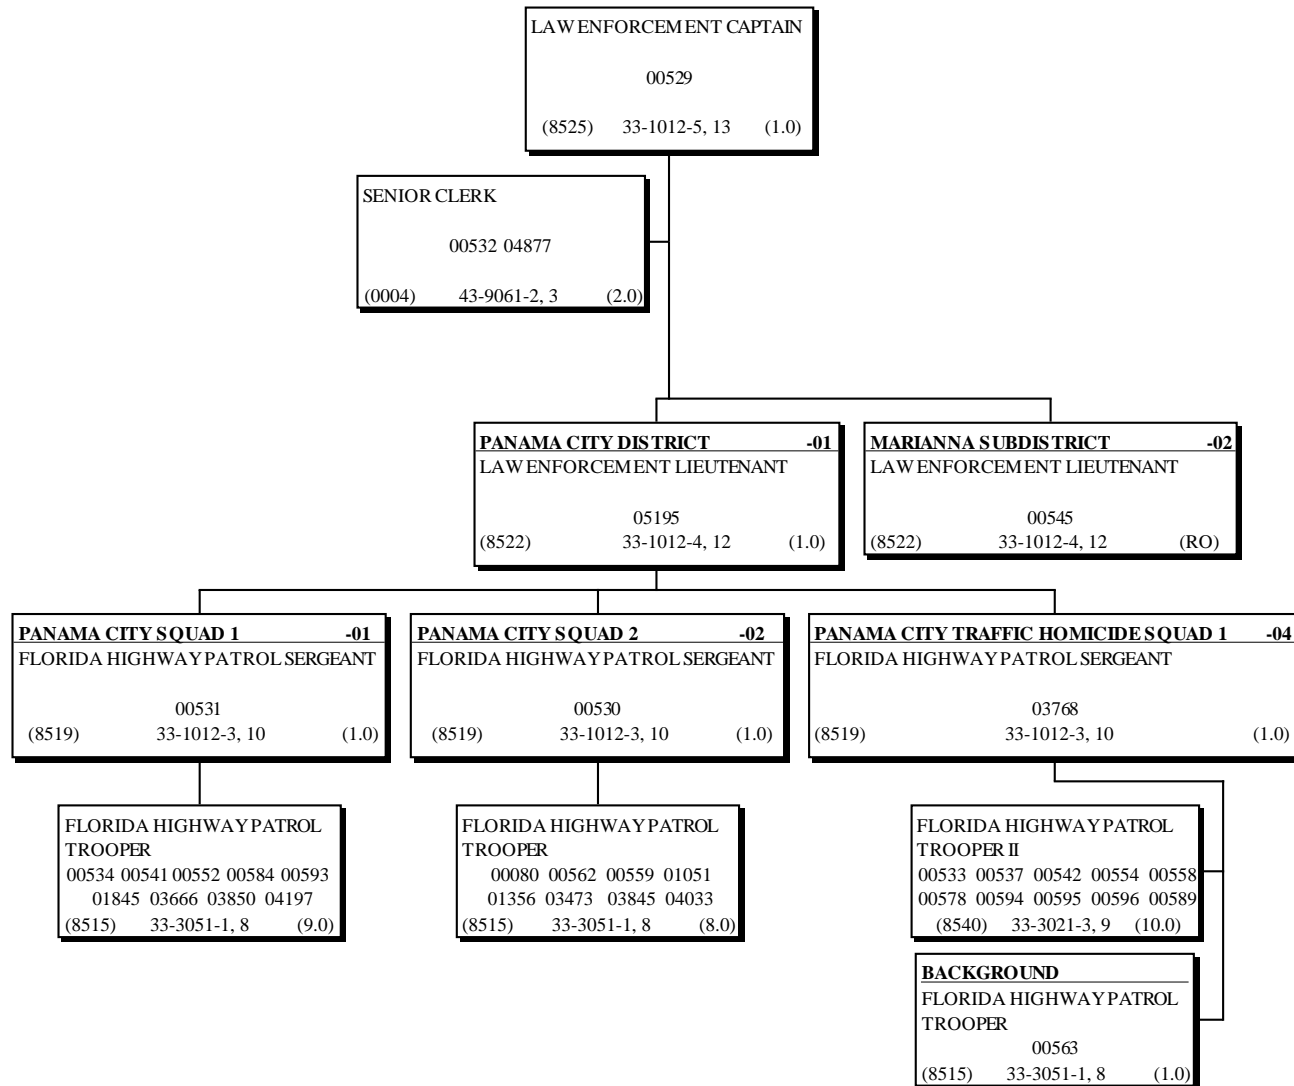 LAW ENFORCEMENT CAPTAIN
00529
(8525) 33-1012-5, 13 (1.0)
SENIOR CLERK
00532 04877
(0004) 43-9061-2, 3 (2.0)
PANAMA CITY DISTRICT -01
LAW ENFORCEMENT LIEUTENANT
05195
(8522) 33-1012-4, 12 (1.0)
MARIANNA SUBDISTRICT -02
LAW ENFORCEMENT LIEUTENANT
00545
(8522) 33-1012-4, 12 (RO)
PANAMA CITY SQUAD 1 -01
FLORIDA HIGHWAY PATROL SERGEANT
00531
(8519) 33-1012-3, 10 (1.0)
PANAMA CITY SQUAD 2 -02
FLORIDA HIGHWAY PATROL SERGEANT
00530
(8519) 33-1012-3, 10 (1.0)
PANAMA CITY TRAFFIC HOMICIDE SQUAD 1 -04
FLORIDA HIGHWAY PATROL SERGEANT
03768
(8519) 33-1012-3, 10 (1.0)
FLORIDA HIGHWAY PATROL
TROOPER
00534 00541 00552 00584 00593
01845 03666 03850 04197
(8515) 33-3051-1, 8 (9.0)
FLORIDA HIGHWAY PATROL
TROOPER
00080 00562 00559 01051
01356 03473 03845 04033
(8515) 33-3051-1, 8 (8.0)
FLORIDA HIGHWAY PATROL
TROOPER II
00533 00537 00542 00554 00558
00578 00594 00595 00596 00589
(8540) 33-3021-3, 9 (10.0)
BACKGROUND
FLORIDA HIGHWAY PATROL
TROOPER
00563
(8515) 33-3051-1, 8 (1.0)